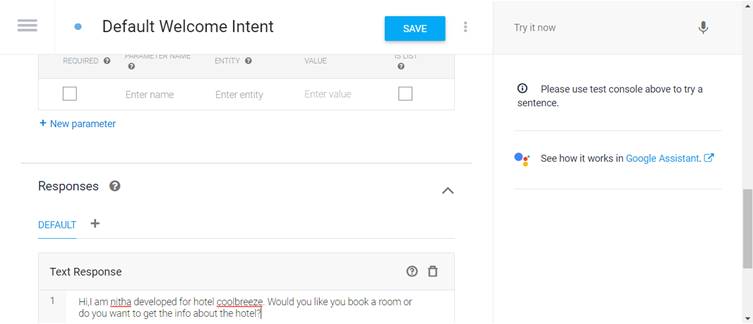 Default Welcome Intent
SAVE
Try it now
REQUIRED
PARAMETER NAME
ENTITY
VALUE
IS LIST
Enter name
Enter entity
Enter value
+ New parameter
Please use test console above to try a
sentence.
See how it works in Google Assistant.
Responses
DEFAULT +
Text Response
1
Hi,I am nitha developed for hotel coolbreeze. Would you like you book a room or
do you want to get the info about the hotel?